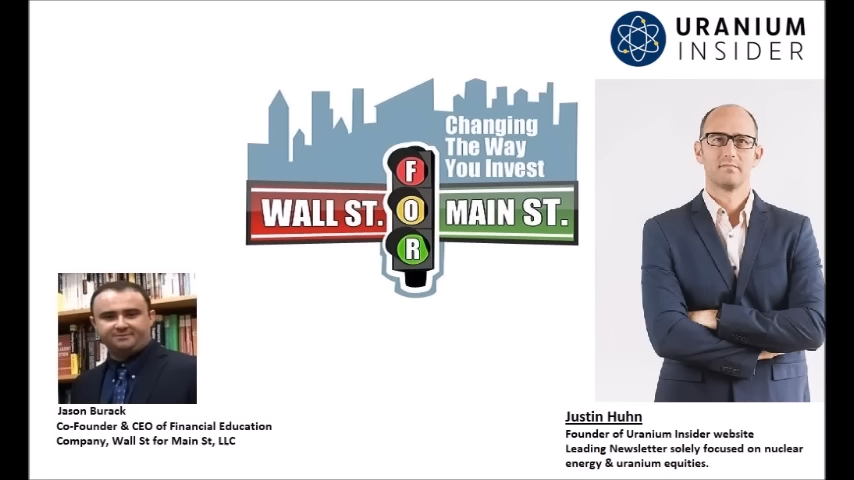 URANIUM
INSIDER
Changing
The Way
You Invest
WALL ST. FOR MAIN ST.
Jason Burack
Co-Founder & CEO of Financial Education
Company, Wall St for Main St, LLC
Justin Huhn
Founder of Uranium Insider website
Leading Newsletter solely focused on nuclear
energy & uranium equities.